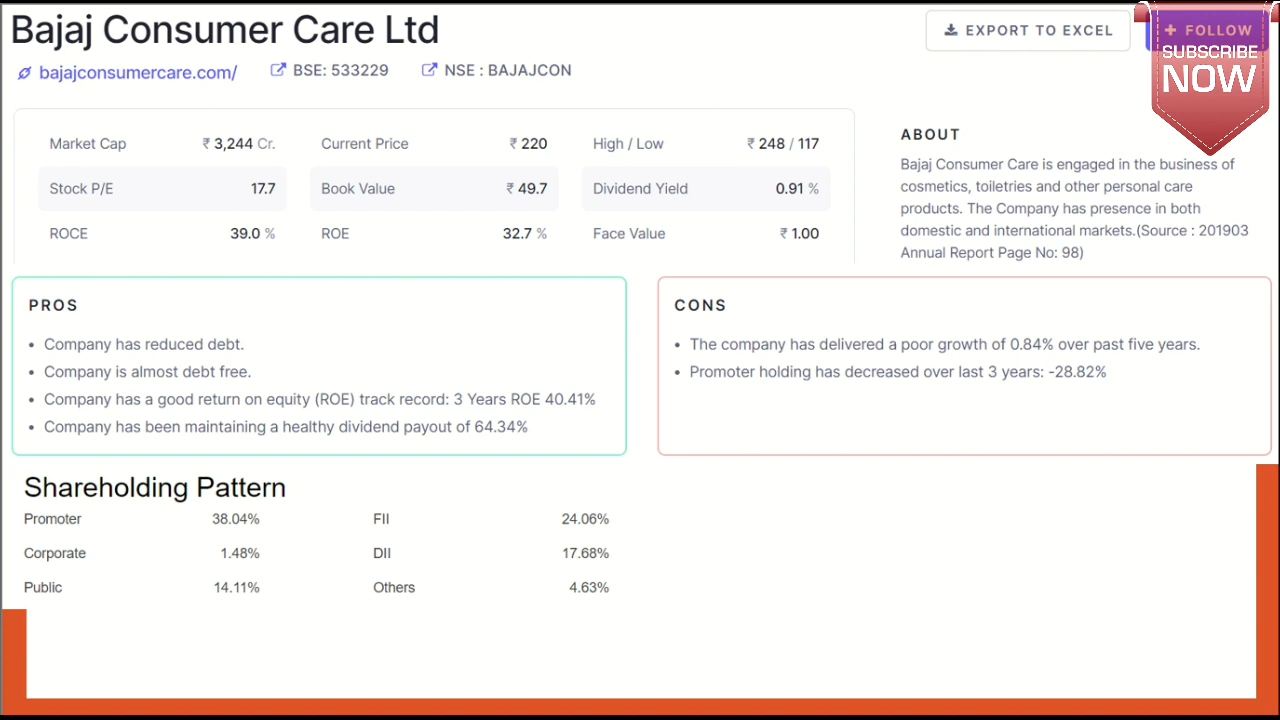 Bajaj Consumer Care Ltd
EXPORT TO EXCEL
+ FOLLOW
SUBSCRIBE
NOW
bajajconsumercare.com/ BSE: 533229 NSE : BAJAJCON
Market Cap ₹ 3,244 Cr. Current Price ₹ 220 High / Low ₹ 248 / 117
Stock P/E 17.7 Book Value ₹ 49.7 Dividend Yield 0.91 %
ROCE 39.0 % ROE 32.7 % Face Value ₹ 1.00
ABOUT
Bajaj Consumer Care is engaged in the business of
cosmetics, toiletries and other personal care
products. The Company has presence in both
domestic and international markets.(Source : 201903
Annual Report Page No: 98)
PROS
• Company has reduced debt.
• Company is almost debt free.
• Company has a good return on equity (ROE) track record: 3 Years ROE 40.41%
• Company has been maintaining a healthy dividend payout of 64.34%
CONS
• The company has delivered a poor growth of 0.84% over past five years.
• Promoter holding has decreased over last 3 years: -28.82%
Shareholding Pattern
Promoter 38.04% FII 24.06%
Corporate 1.48% DII 17.68%
Public 14.11% Others 4.63%